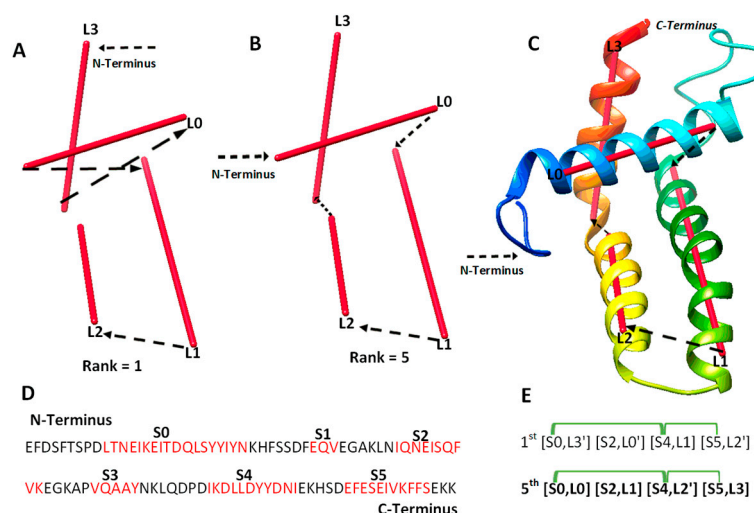 A
L3
N-Terminus
L0
L2
L1
Rank = 1
B
L3
L0
N-Terminus
L2
L1
Rank = 5
C
C-Terminus
L3
L0
N-Terminus
L2
L1
D
N-Terminus
S0 S1 S2
EFDSFTSPDLTNEIKEITDQLSYYIYNKHFSSDFEQVEGAKLNIQNEISQF
S3 S4 S5
VKEGKAPVQAAYNKLQDPDIKDLLDYYDNIEKHSDEFESEIVKFFSEKK
C-Terminus
E
1st [S0,L3'] [S2,L0'] [S4,L1] [S5,L2']
5th [S0,L0] [S2,L1] [S4,L2'] [S5,L3]